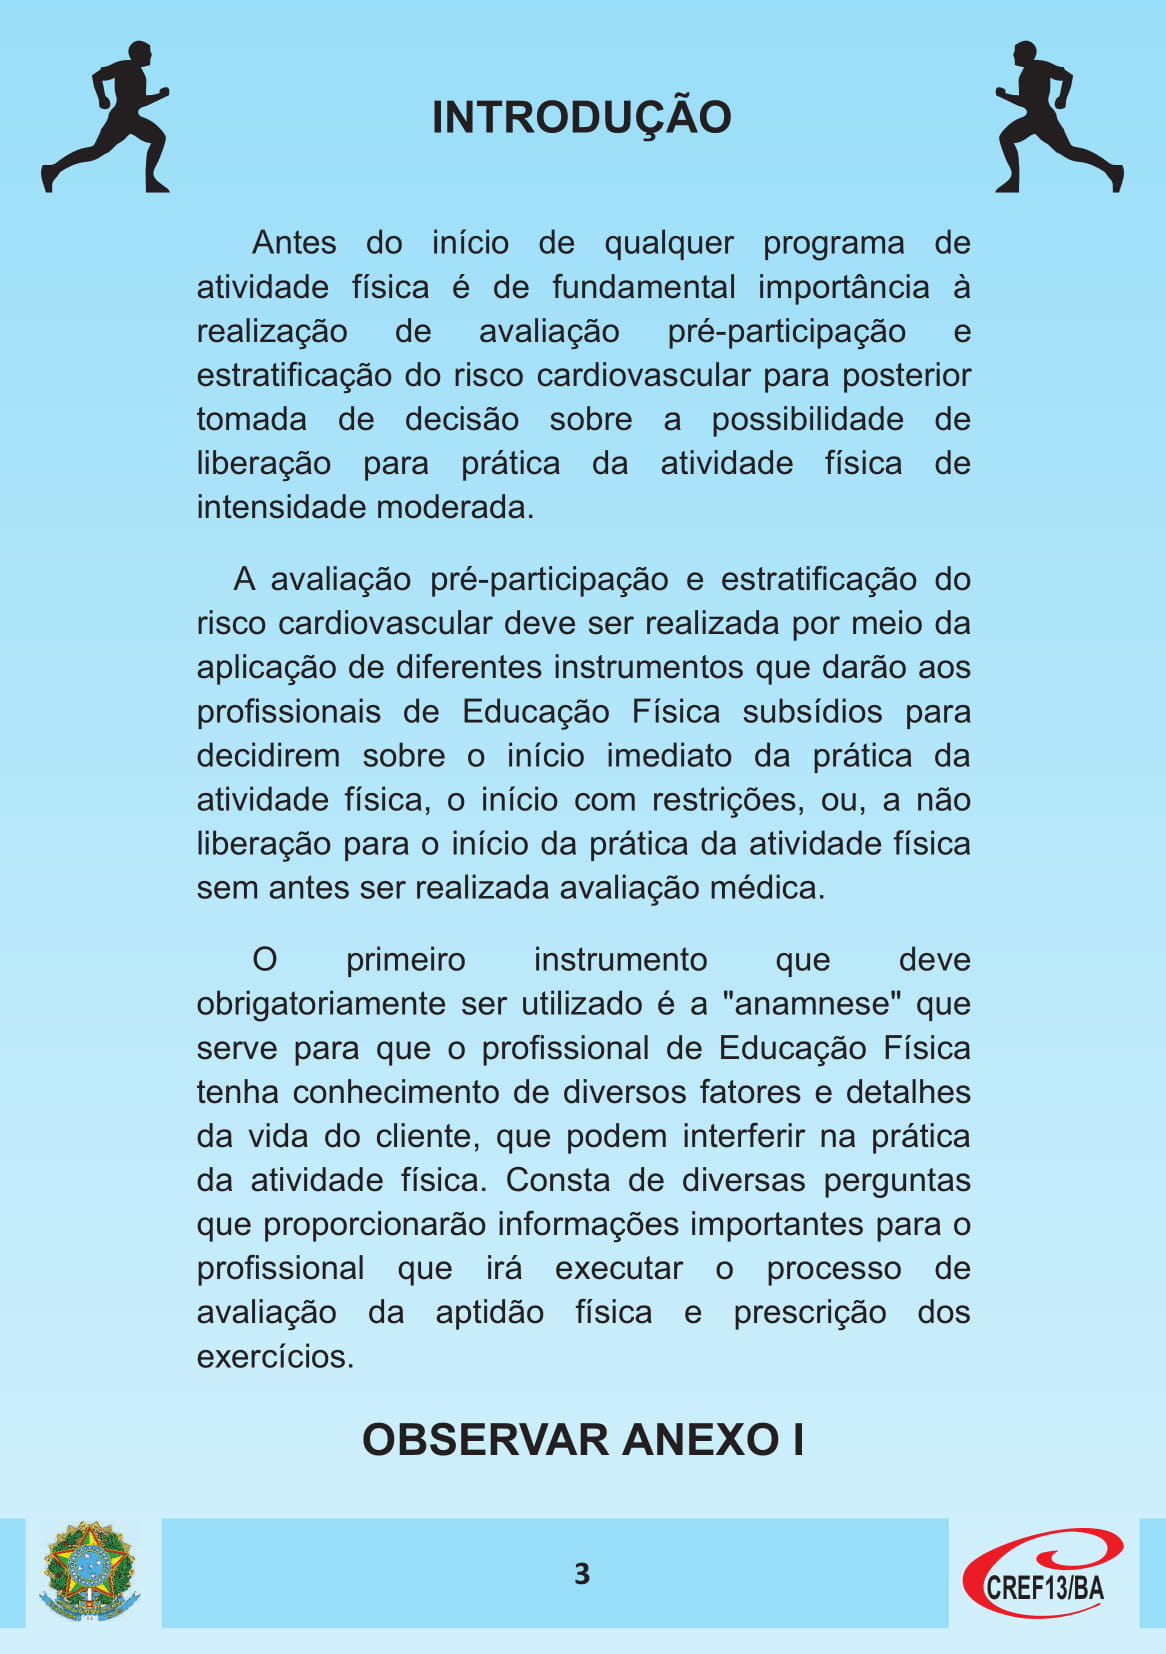 INTRODUÇÃO
Antes do início de qualquer programa de
atividade física é de fundamental importância à
realização de avaliação pré-participação e
estratificação do risco cardiovascular para posterior
tomada de decisão sobre a possibilidade de
liberação para prática da atividade física de
intensidade moderada.
A avaliação pré-participação e estratificação do
risco cardiovascular deve ser realizada por meio da
aplicação de diferentes instrumentos que darão aos
profissionais de Educação Física subsídios para
decidirem sobre o início imediato da prática da
atividade física, o início com restrições, ou, a não
liberação para o início da prática da atividade física
sem antes ser realizada avaliação médica.
O primeiro instrumento que deve
obrigatoriamente ser utilizado é a "anamnese" que
serve para que o profissional de Educação Física
tenha conhecimento de diversos fatores e detalhes
da vida do cliente, que podem interferir na prática
da atividade física. Consta de diversas perguntas
que proporcionarão informações importantes para o
profissional que irá executar o processo de
avaliação da aptidão física e prescrição dos
exercícios.
OBSERVAR ANEXO I
3
CREF13/BA